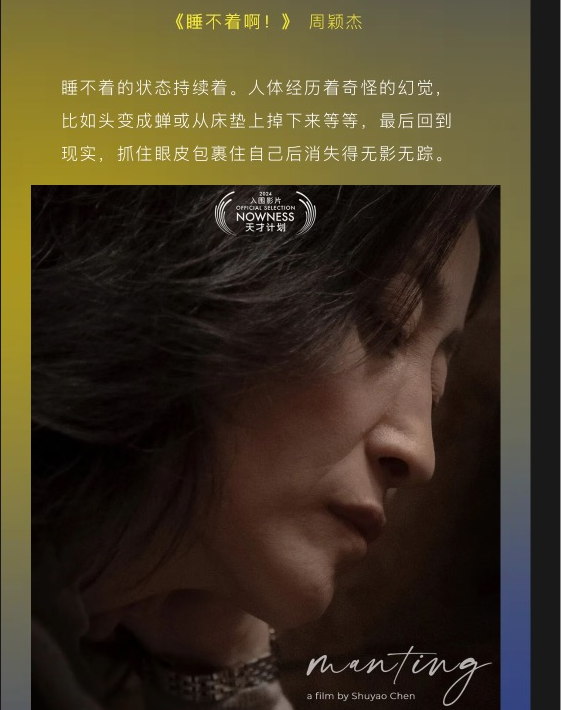 《睡不着啊！》 周颖杰
睡不着的状态持续着。人体经历着奇怪的幻觉，
比如头变成蝉或从床垫上掉下来等等，最后回到
现实，抓住眼皮包裹住自己后消失得无影无踪。
2024
入围影片
OFFICIAL SELECTION
NOWNESS
天才计划
manting
a film by Shuyao Chen